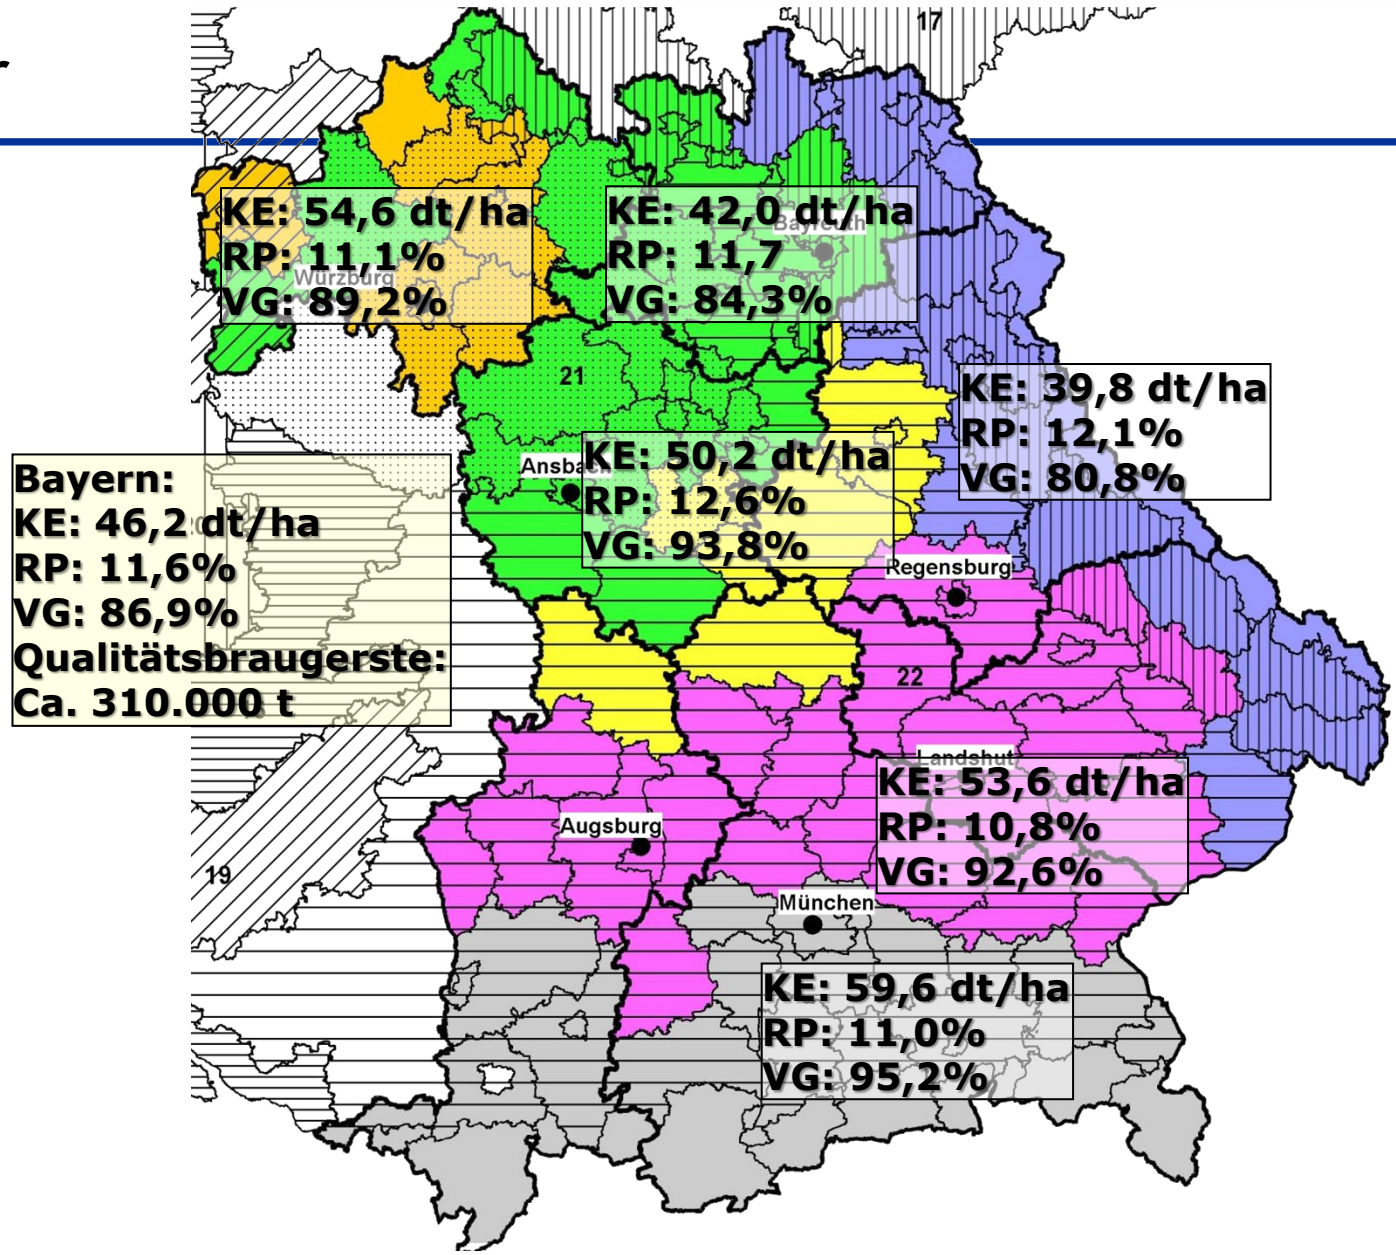 17
KE: 54,6 dt/ha
RP: 11,1%
VG: 89,2%
Würzburg
KE: 42,0 dt/ha
RP: 11,7
VG: 84,3%
Bayreuth
21
KE: 39,8 dt/ha
RP: 12,1%
VG: 80,8%
Ansbach
KE: 50,2 dt/ha
RP: 12,6%
VG: 93,8%
Bayern:
KE: 46,2 dt/ha
RP: 11,6%
VG: 86,9%
Qualitätsbraugerste:
Ca. 310.000 t
Regensburg
22
Landshut
KE: 53,6 dt/ha
RP: 10,8%
VG: 92,6%
Augsburg
19
München
KE: 59,6 dt/ha
RP: 11,0%
VG: 95,2%